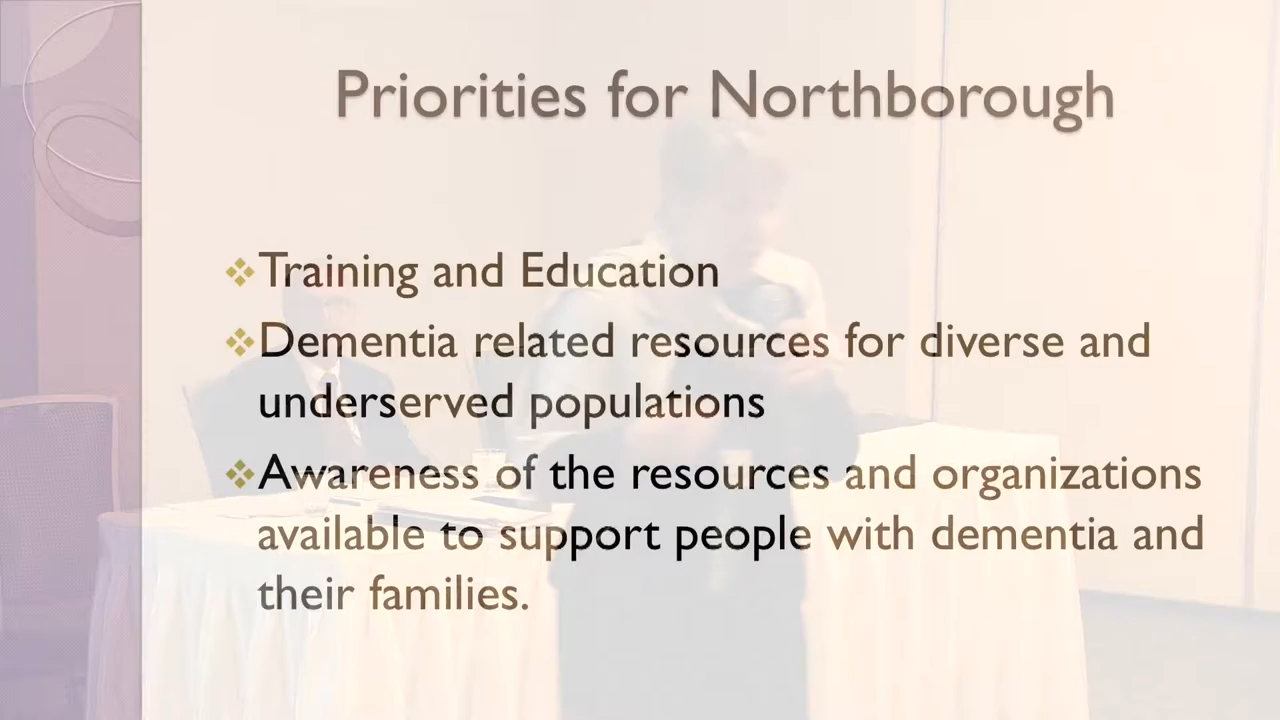 Priorities for Northborough
Training and Education
Dementia related resources for diverse and
underserved populations
Awareness of the resources and organizations
available to support people with dementia and
their families.